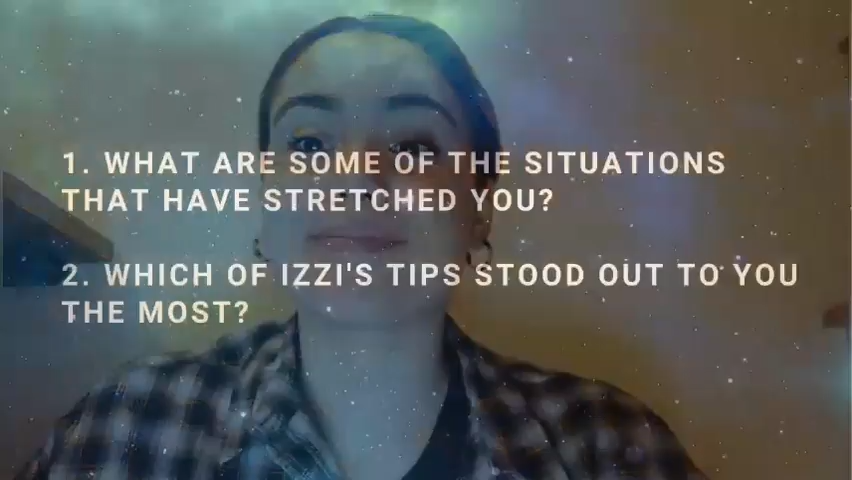 1. WHAT ARE SOME OF THE SITUATIONS
THAT HAVE STRETCHED YOU?
2. WHICH OF IZZI'S TIPS STOOD OUT TO YOU
THE MOST?